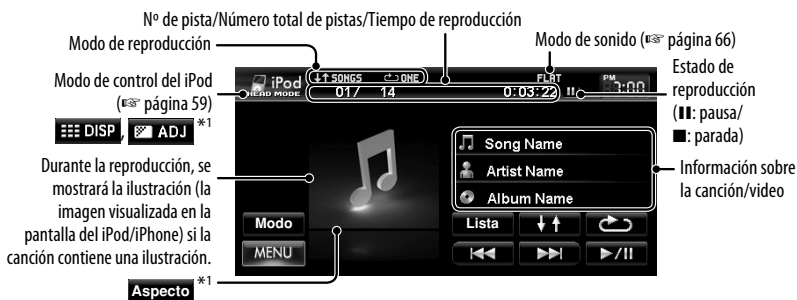 Nº de pista/Número total de pistas/Tiempo de reproducción
Modo de reproducción
Modo de sonido (☞ página 66)
Modo de control del iPod
(☞ página 59)
DISP, ADJ *1
Durante la reproducción, se
mostrará la ilustración (la
imagen visualizada en la
pantalla del iPod/iPhone) si la
canción contiene una ilustración.
Aspecto *1
Estado de
reproducción
(▮▮: pausa/
■: parada)
Información sobre
la canción/video
iPod
HEAD MODE
↓↑ SONGS ONE
FLAT
PM 3:00
01/ 14 0:03:22 ▮▮
Song Name
Artist Name
Album Name
Modo
Lista ↓↑
MENU